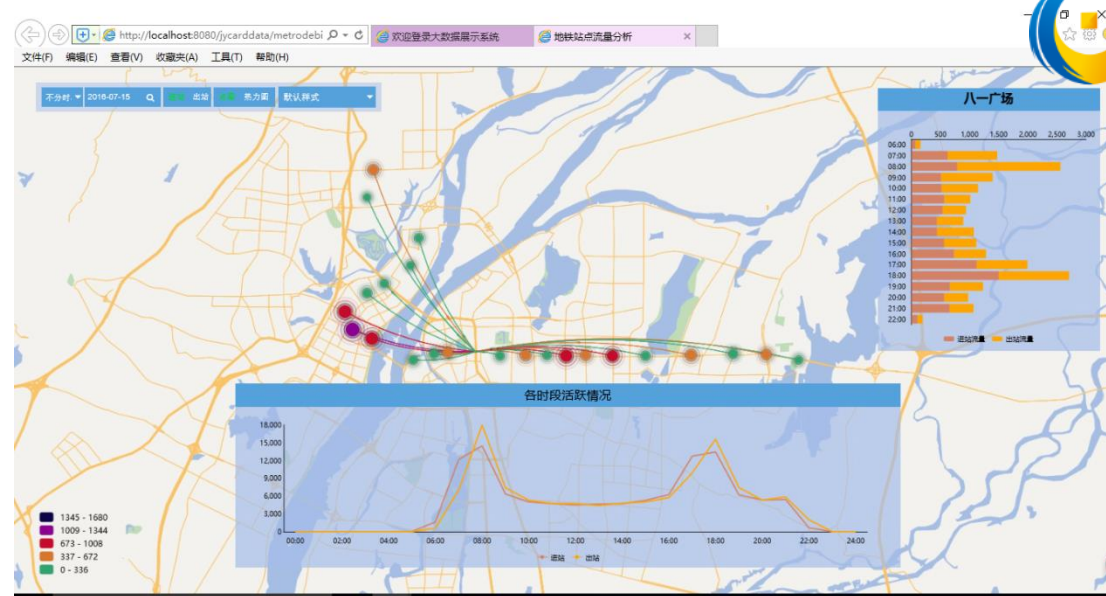 http://localhost:8080/jycarddata/metrodebi
欢迎登录大数据展示系统
地铁站点流量分析
文件(F) 编辑(E) 查看(V) 收藏夹(A) 工具(T) 帮助(H)
不分时. 2016-07-15 出站 热力图 默认样式
八一广场
0 500 1,000 1,500 2,000 2,500 3,000
06:00
07:00
08:00
09:00
10:00
11:00
12:00
13:00
14:00
15:00
16:00
17:00
18:00
19:00
20:00
21:00
22:00
进站流量 出站流量
各时段活跃情况
18,000
15,000
12,000
9,000
6,000
3,000
0
00:00 02:00 04:00 06:00 08:00 10:00 12:00 14:00 16:00 18:00 20:00 22:00 24:00
进站 出站
1345 - 1680
1009 - 1344
673 - 1008
337 - 672
0 - 336